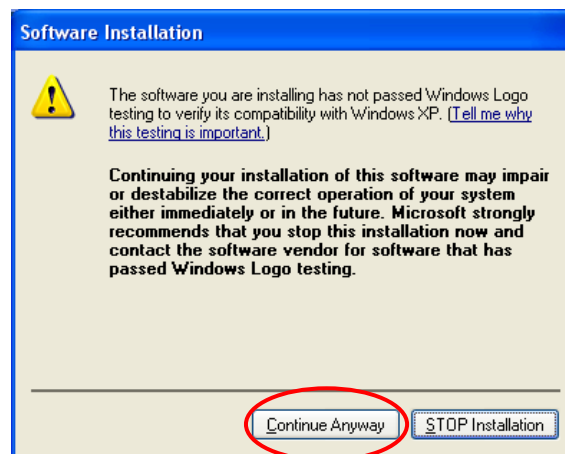 Software Installation
The software you are installing has not passed Windows Logo
testing to verify its compatibility with Windows XP. (Tell me why
this testing is important.)
Continuing your installation of this software may impair
or destabilize the correct operation of your system
either immediately or in the future. Microsoft strongly
recommends that you stop this installation now and
contact the software vendor for software that has
passed Windows Logo testing.
Continue Anyway
STOP Installation